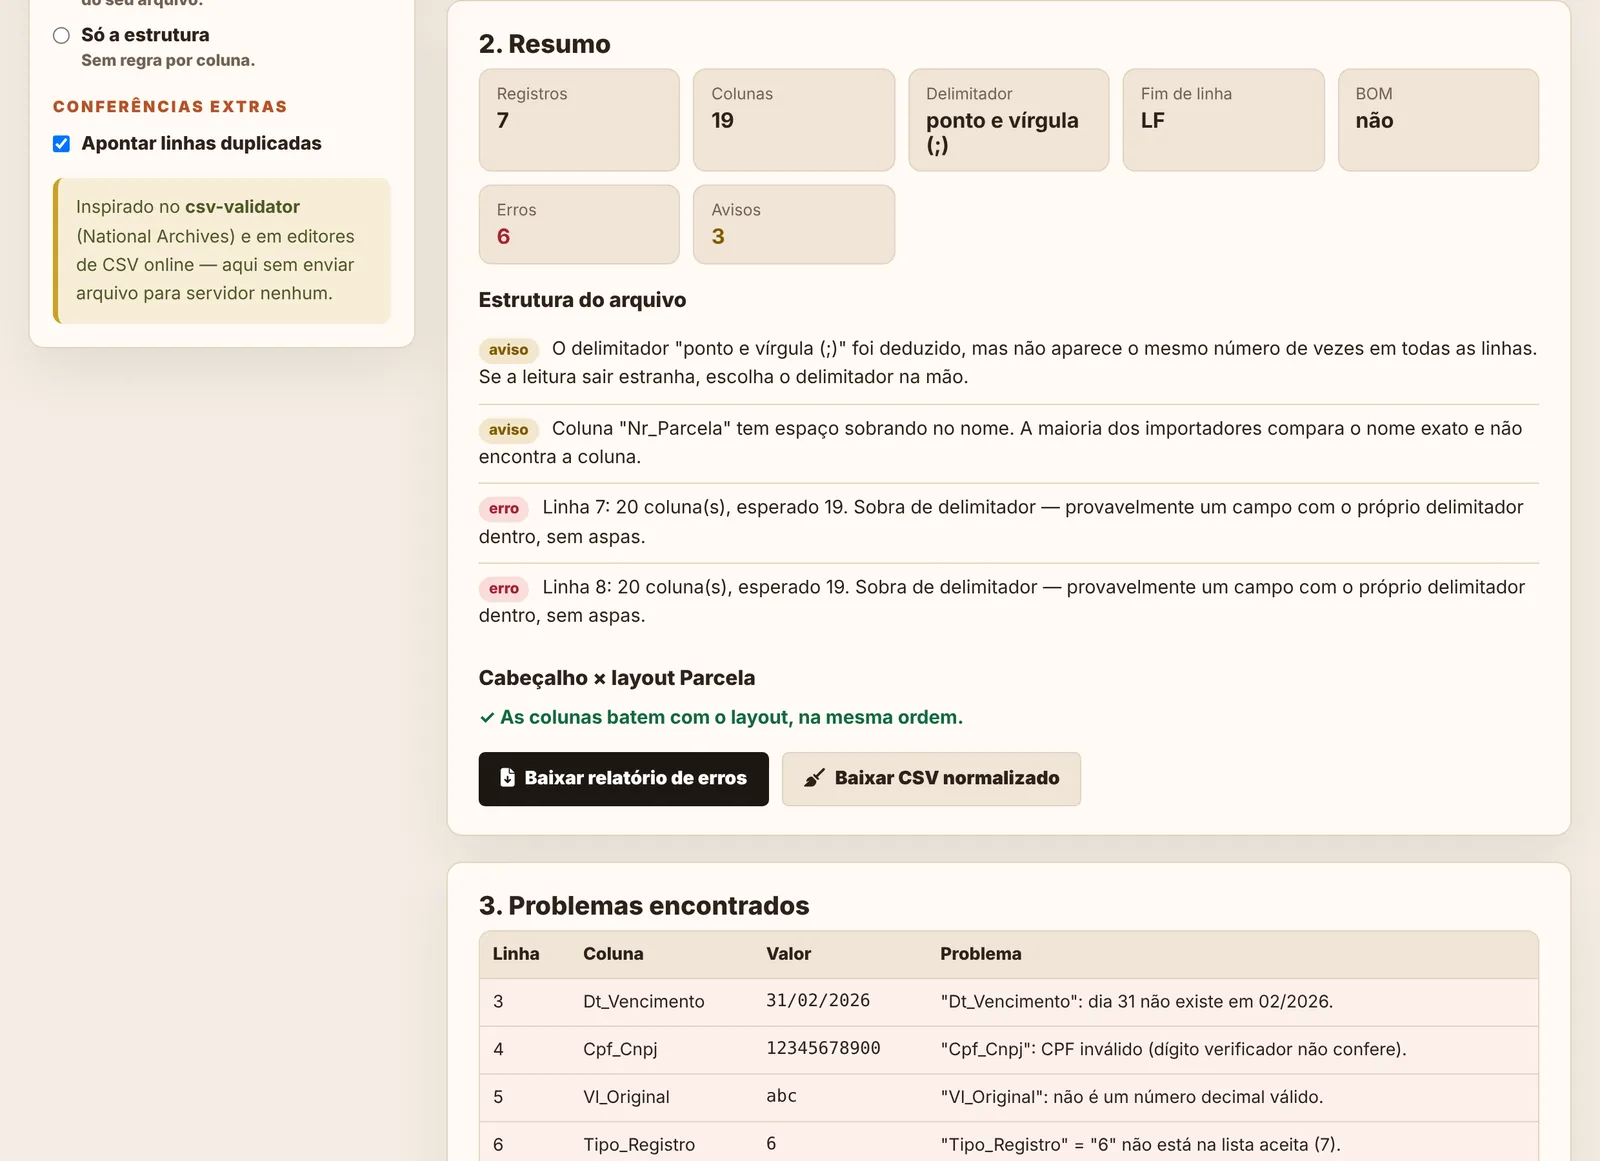 Só a estrutura
Sem regra por coluna.
CONFERÊNCIAS EXTRAS
Apontar linhas duplicadas
Inspirado no csv-validator
(National Archives) e em editores
de CSV online — aqui sem enviar
arquivo para servidor nenhum.
2. Resumo
Registros
7
Colunas
19
Delimitador
ponto e vírgula
(;)
Fim de linha
LF
BOM
não
Erros
6
Avisos
3
Estrutura do arquivo
aviso O delimitador "ponto e vírgula (;)" foi deduzido, mas não aparece o mesmo número de vezes em todas as linhas.
Se a leitura sair estranha, escolha o delimitador na mão.
aviso Coluna "Nr_Parcela" tem espaço sobrando no nome. A maioria dos importadores compara o nome exato e não
encontra a coluna.
erro Linha 7: 20 coluna(s), esperado 19. Sobra de delimitador — provavelmente um campo com o próprio delimitador
dentro, sem aspas.
erro Linha 8: 20 coluna(s), esperado 19. Sobra de delimitador — provavelmente um campo com o próprio delimitador
dentro, sem aspas.
Cabeçalho × layout Parcela
✓ As colunas batem com o layout, na mesma ordem.
Baixar relatório de erros
Baixar CSV normalizado
3. Problemas encontrados
Linha Coluna Valor Problema
3 Dt_Vencimento 31/02/2026 "Dt_Vencimento": dia 31 não existe em 02/2026.
4 Cpf_Cnpj 12345678900 "Cpf_Cnpj": CPF inválido (dígito verificador não confere).
5 Vl_Original abc "Vl_Original": não é um número decimal válido.
6 Tipo_Registro 6 "Tipo_Registro" = "6" não está na lista aceita (7).